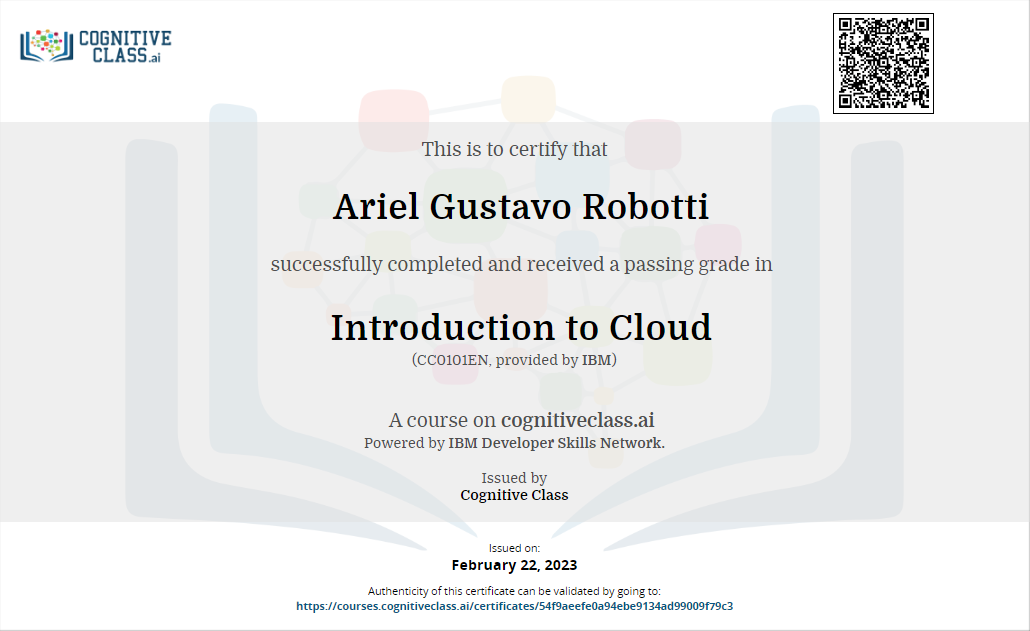 COGNITIVE
CLASS.ai
This is to certify that
Ariel Gustavo Robotti
successfully completed and received a passing grade in
Introduction to Cloud
(CC0101EN, provided by IBM)
A course on cognitiveclass.ai
Powered by IBM Developer Skills Network.
Issued by
Cognitive Class
Issued on:
February 22, 2023
Authenticity of this certificate can be validated by going to:
https://courses.cognitiveclass.ai/certificates/54f9aeefe0a94ebe9134ad99009f79c3